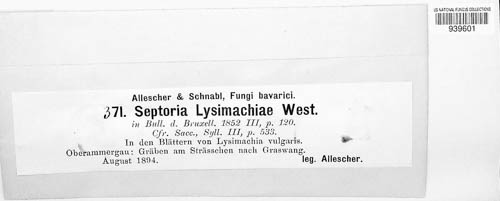 US NATIONAL FUNGUS COLLECTIONS
939601
Allescher & Schnabl, Fungi bavarici.
371. Septoria Lysimachiae West.
in Bull. d. Bruxell. 1852 III, p. 120.
Cfr. Sacc., Syll. III, p. 533.
In den Blättern von Lysimachia vulgaris.
Oberammergau: Gräben am Strässchen nach Graswang.
August 1894. leg. Allescher.